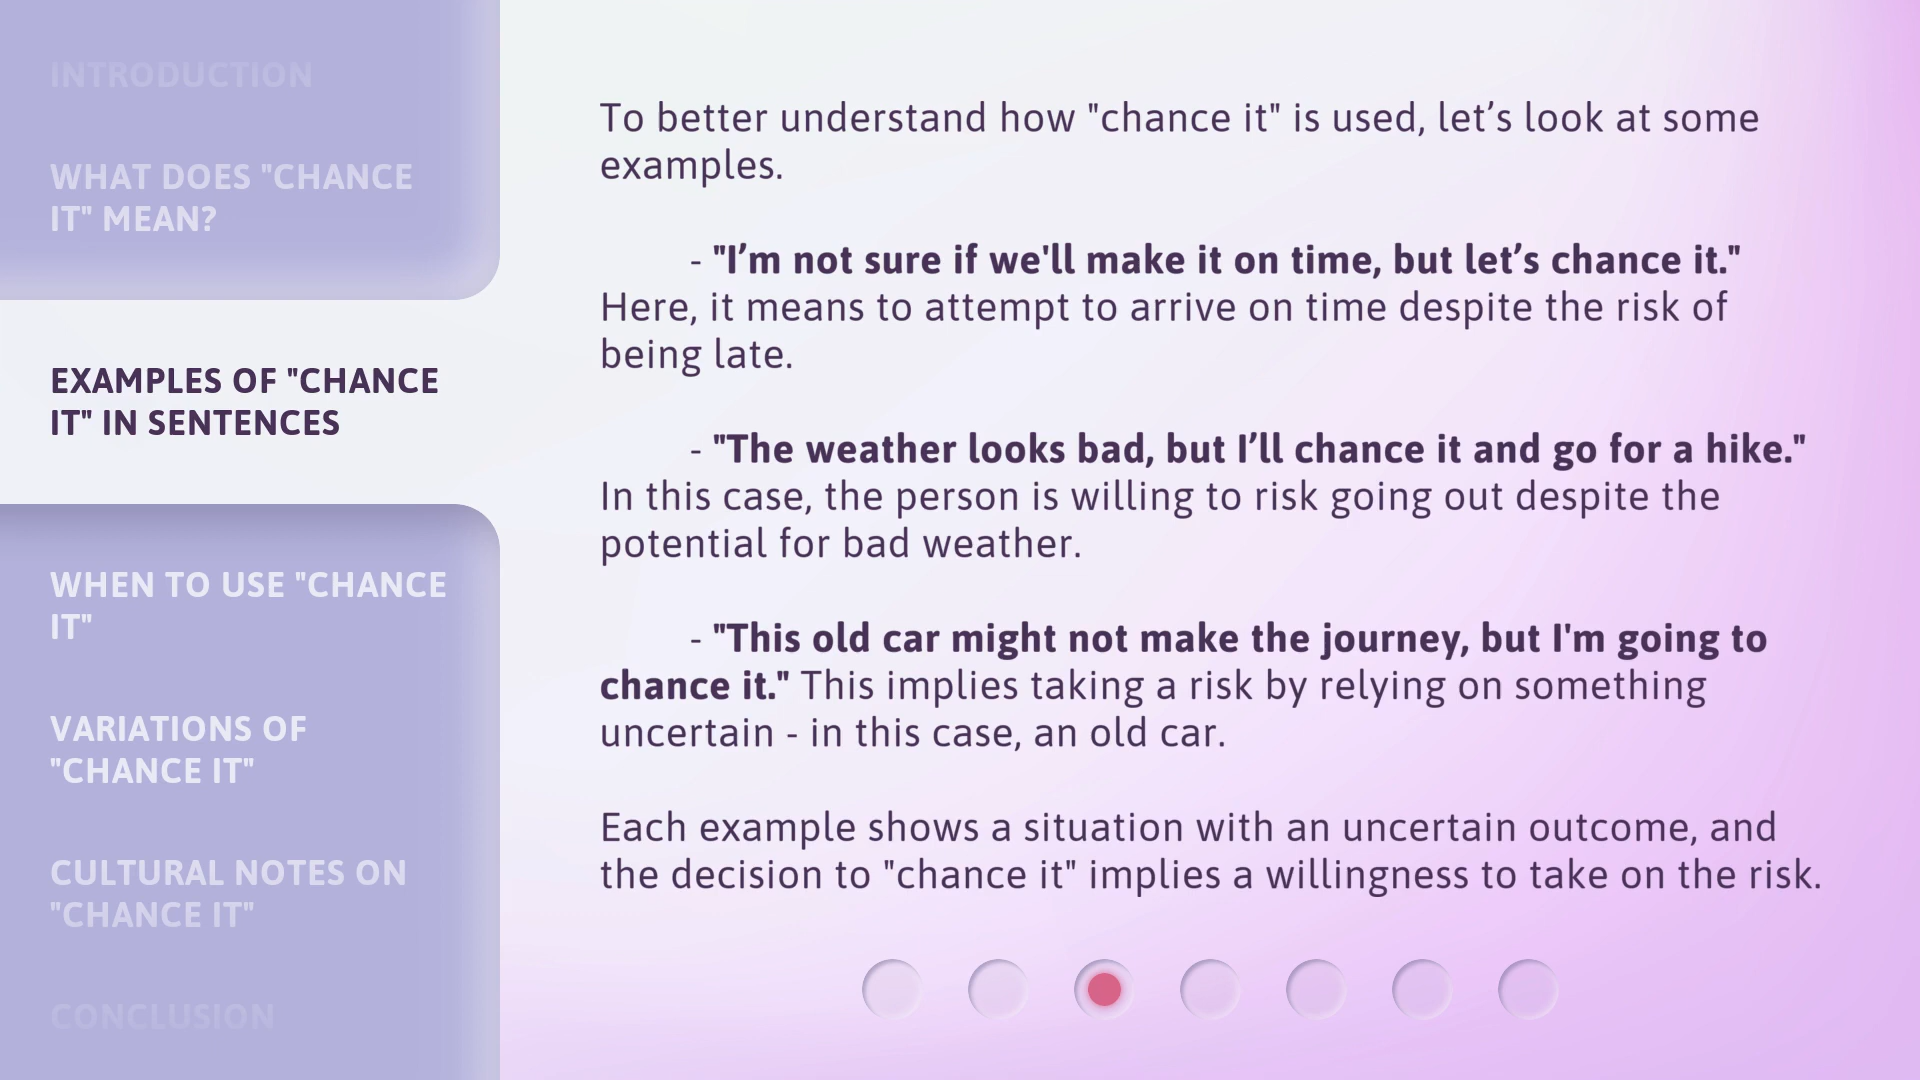 INTRODUCTION
WHAT DOES "CHANCE
IT" MEAN?
EXAMPLES OF "CHANCE
IT" IN SENTENCES
WHEN TO USE "CHANCE
IT"
VARIATIONS OF
"CHANCE IT"
CULTURAL NOTES ON
"CHANCE IT"
CONCLUSION
To better understand how "chance it" is used, let’s look at some
examples.
- "I’m not sure if we'll make it on time, but let’s chance it."
Here, it means to attempt to arrive on time despite the risk of
being late.
- "The weather looks bad, but I’ll chance it and go for a hike."
In this case, the person is willing to risk going out despite the
potential for bad weather.
- "This old car might not make the journey, but I'm going to
chance it." This implies taking a risk by relying on something
uncertain - in this case, an old car.
Each example shows a situation with an uncertain outcome, and
the decision to "chance it" implies a willingness to take on the risk.